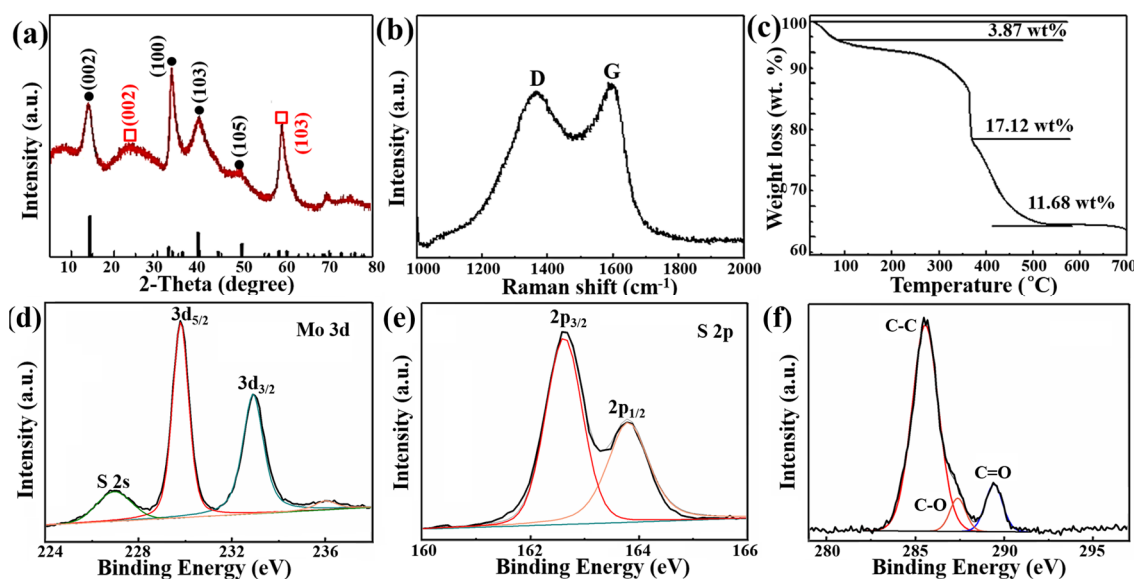 (a)
(002)
(002)
(100)
(103)
(105)
(103)
Intensity (a.u.)
10 20 30 40 50 60 70 80
2-Theta (degree)
(b)
D
G
Intensity (a.u.)
1000 1200 1400 1600 1800 2000
Raman shift (cm⁻¹)
(c)
100
90
80
70
60
3.87 wt%
17.12 wt%
11.68 wt%
Weight loss (wt. %)
100 200 300 400 500 600 700
Temperature (°C)
(d)
3d5/2
Mo 3d
3d3/2
S 2s
Intensity (a.u.)
224 228 232 236
Binding Energy (eV)
(e)
2p3/2
S 2p
2p1/2
Intensity (a.u.)
160 162 164 166
Binding Energy (eV)
(f)
C-C
C=O
C-O
Intensity (a.u.)
280 285 290 295
Binding Energy (eV)